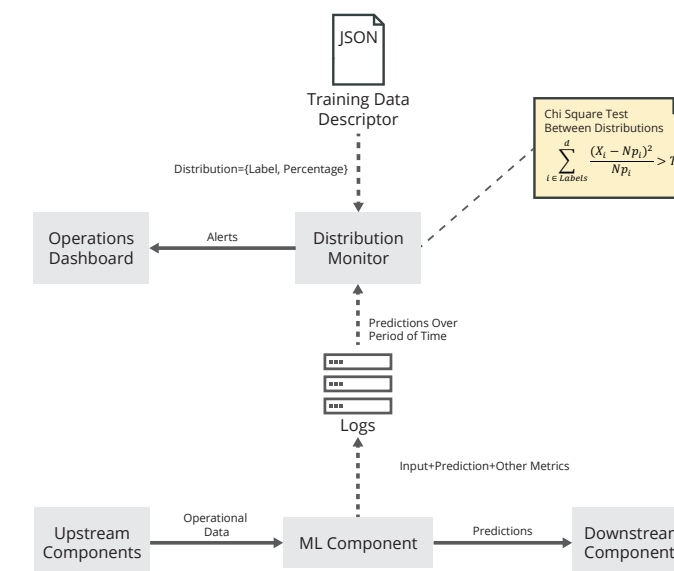 JSON
Training Data
Descriptor
Chi Square Test
Between Distributions
d
∑ (X_i − Np_i)² / Np_i > T
i ∈ Labels
Distribution={Label, Percentage}
Operations
Dashboard
Alerts
Distribution
Monitor
Predictions Over
Period of Time
Logs
Input+Prediction+Other Metrics
Upstream
Components
Operational
Data
ML Component
Predictions
Downstream
Component